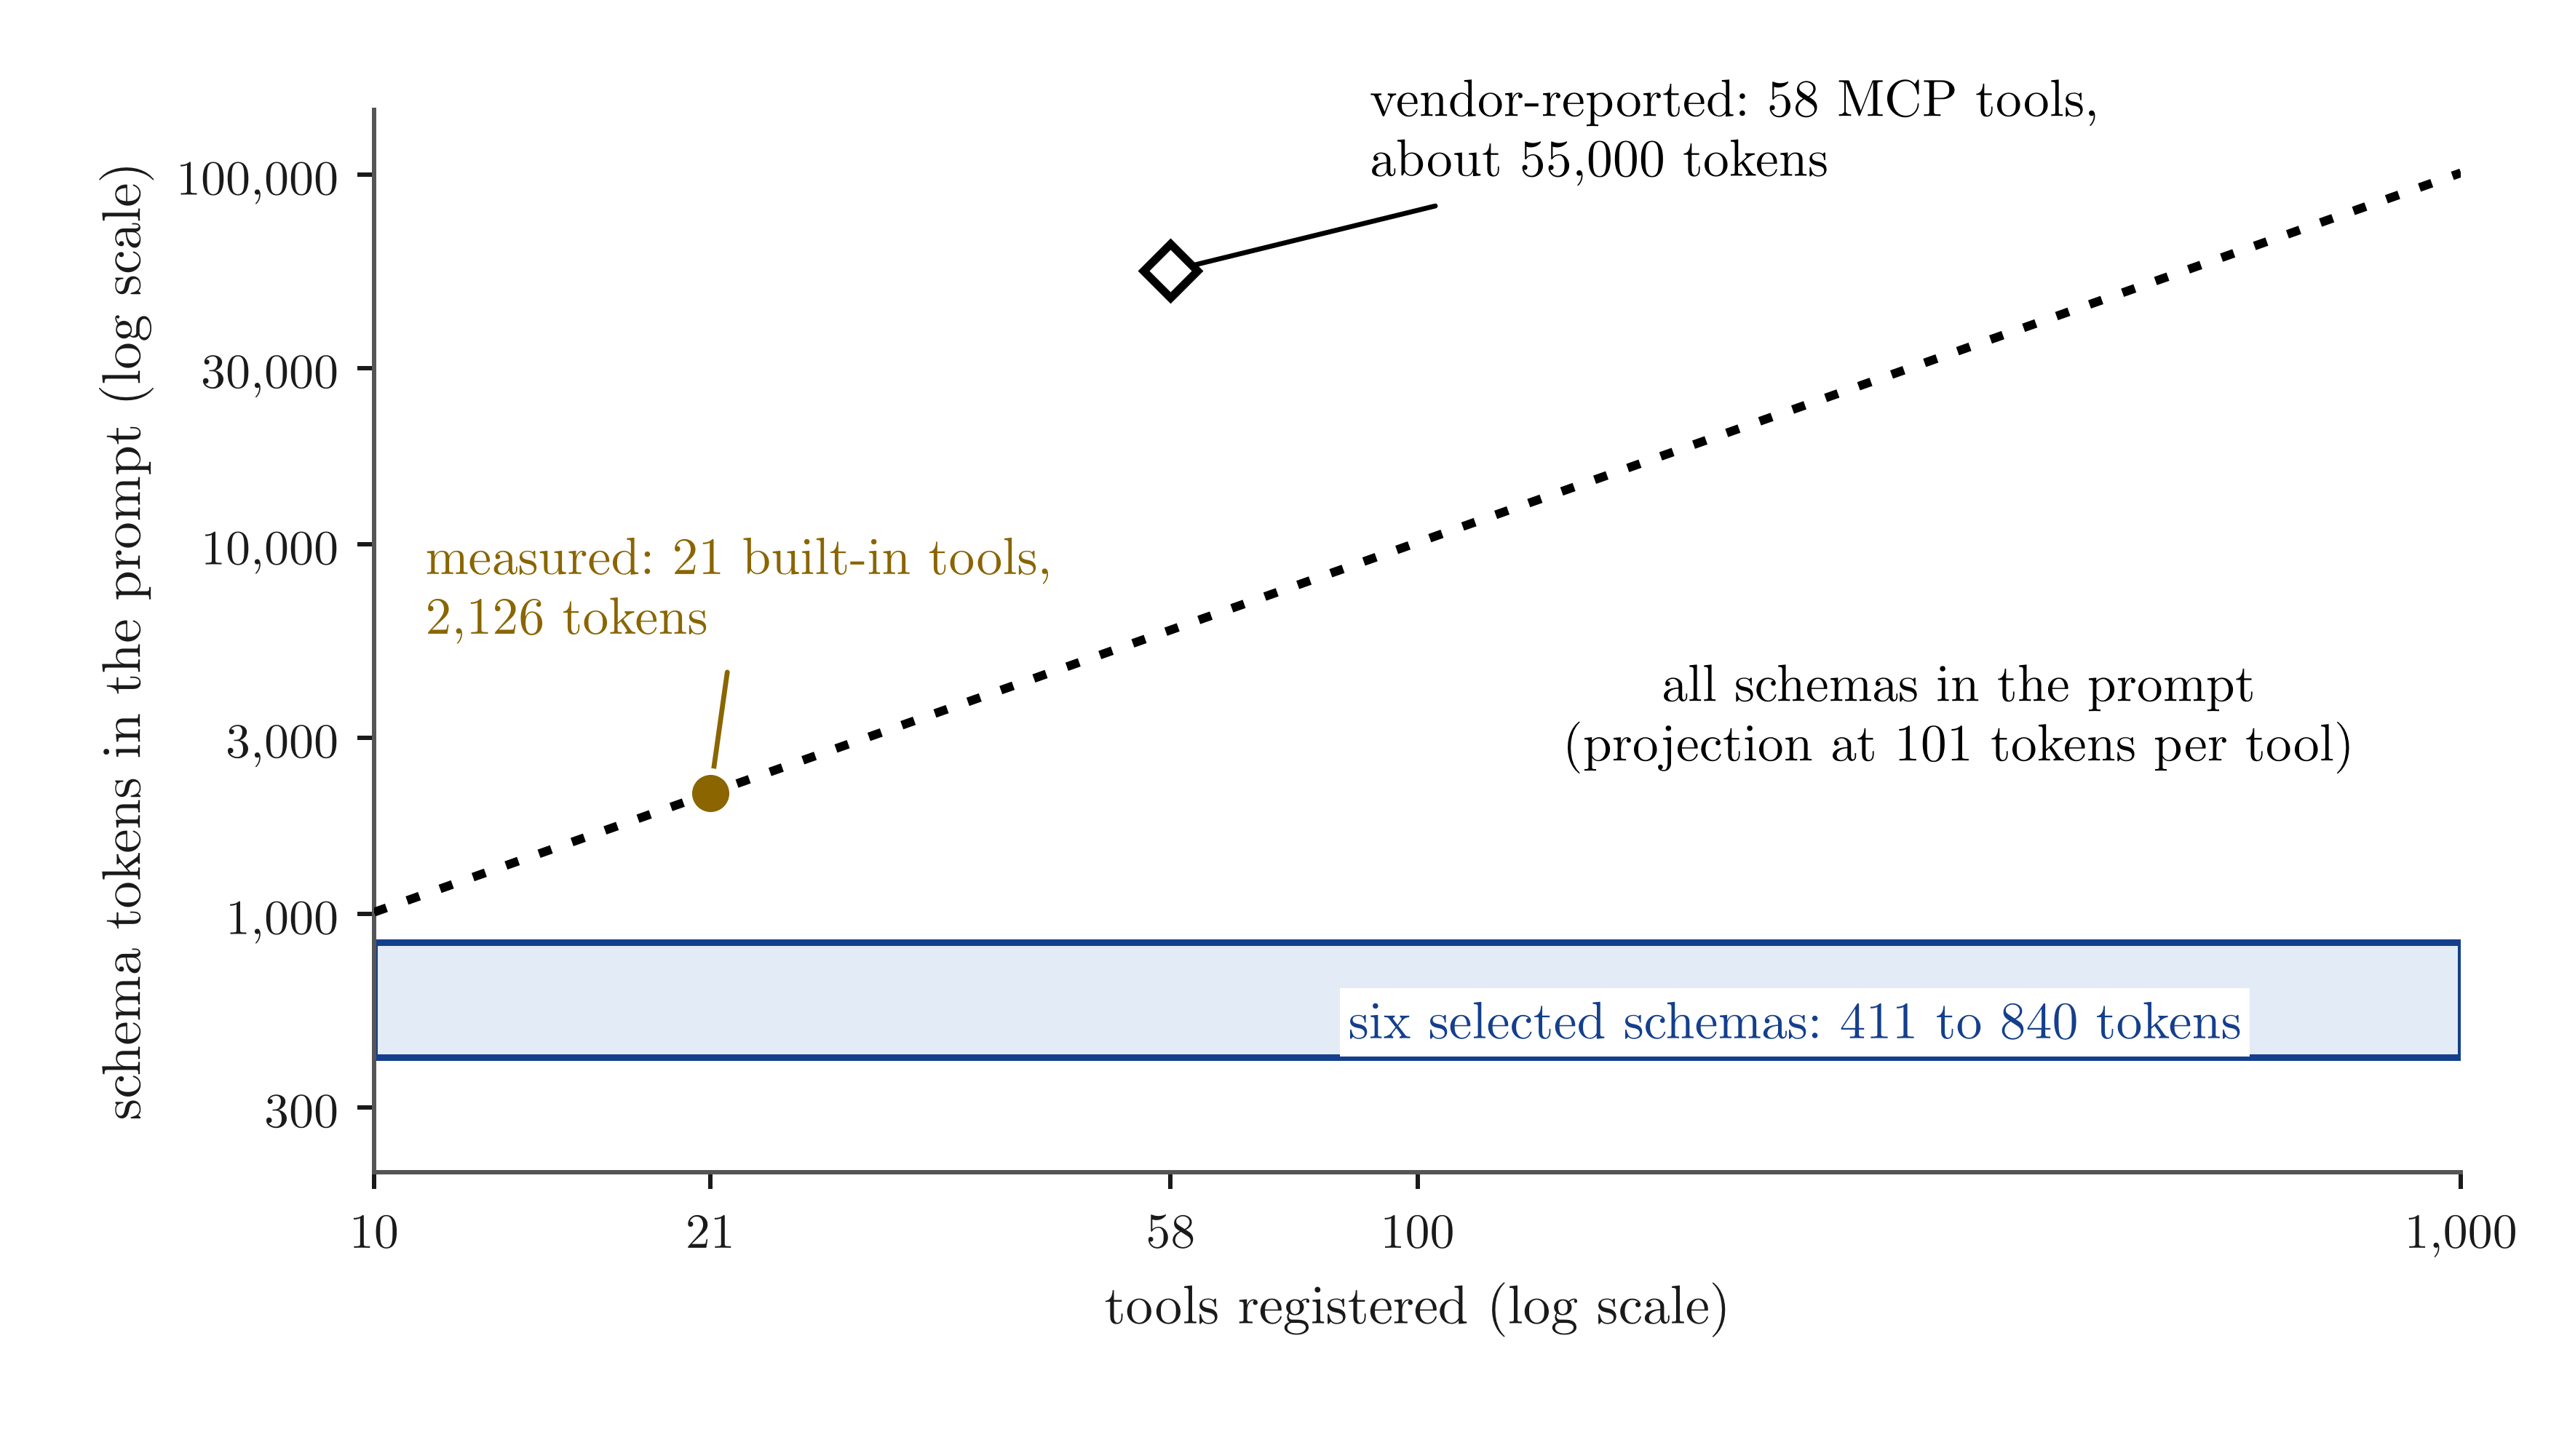 vendor-reported: 58 MCP tools,
about 55,000 tokens
schema tokens in the prompt (log scale)
100,000
30,000
10,000
3,000
1,000
300
measured: 21 built-in tools,
2,126 tokens
all schemas in the prompt
(projection at 101 tokens per tool)
six selected schemas: 411 to 840 tokens
10
21
58
100
1,000
tools registered (log scale)